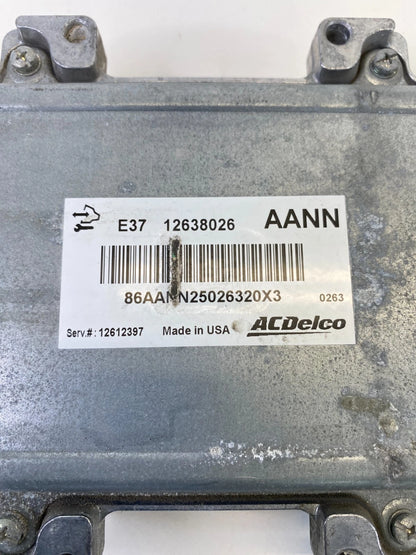 E37 12638026 AANN
86AANN25026320X3 0263
Serv.# : 12612397 Made in USA ACDelco